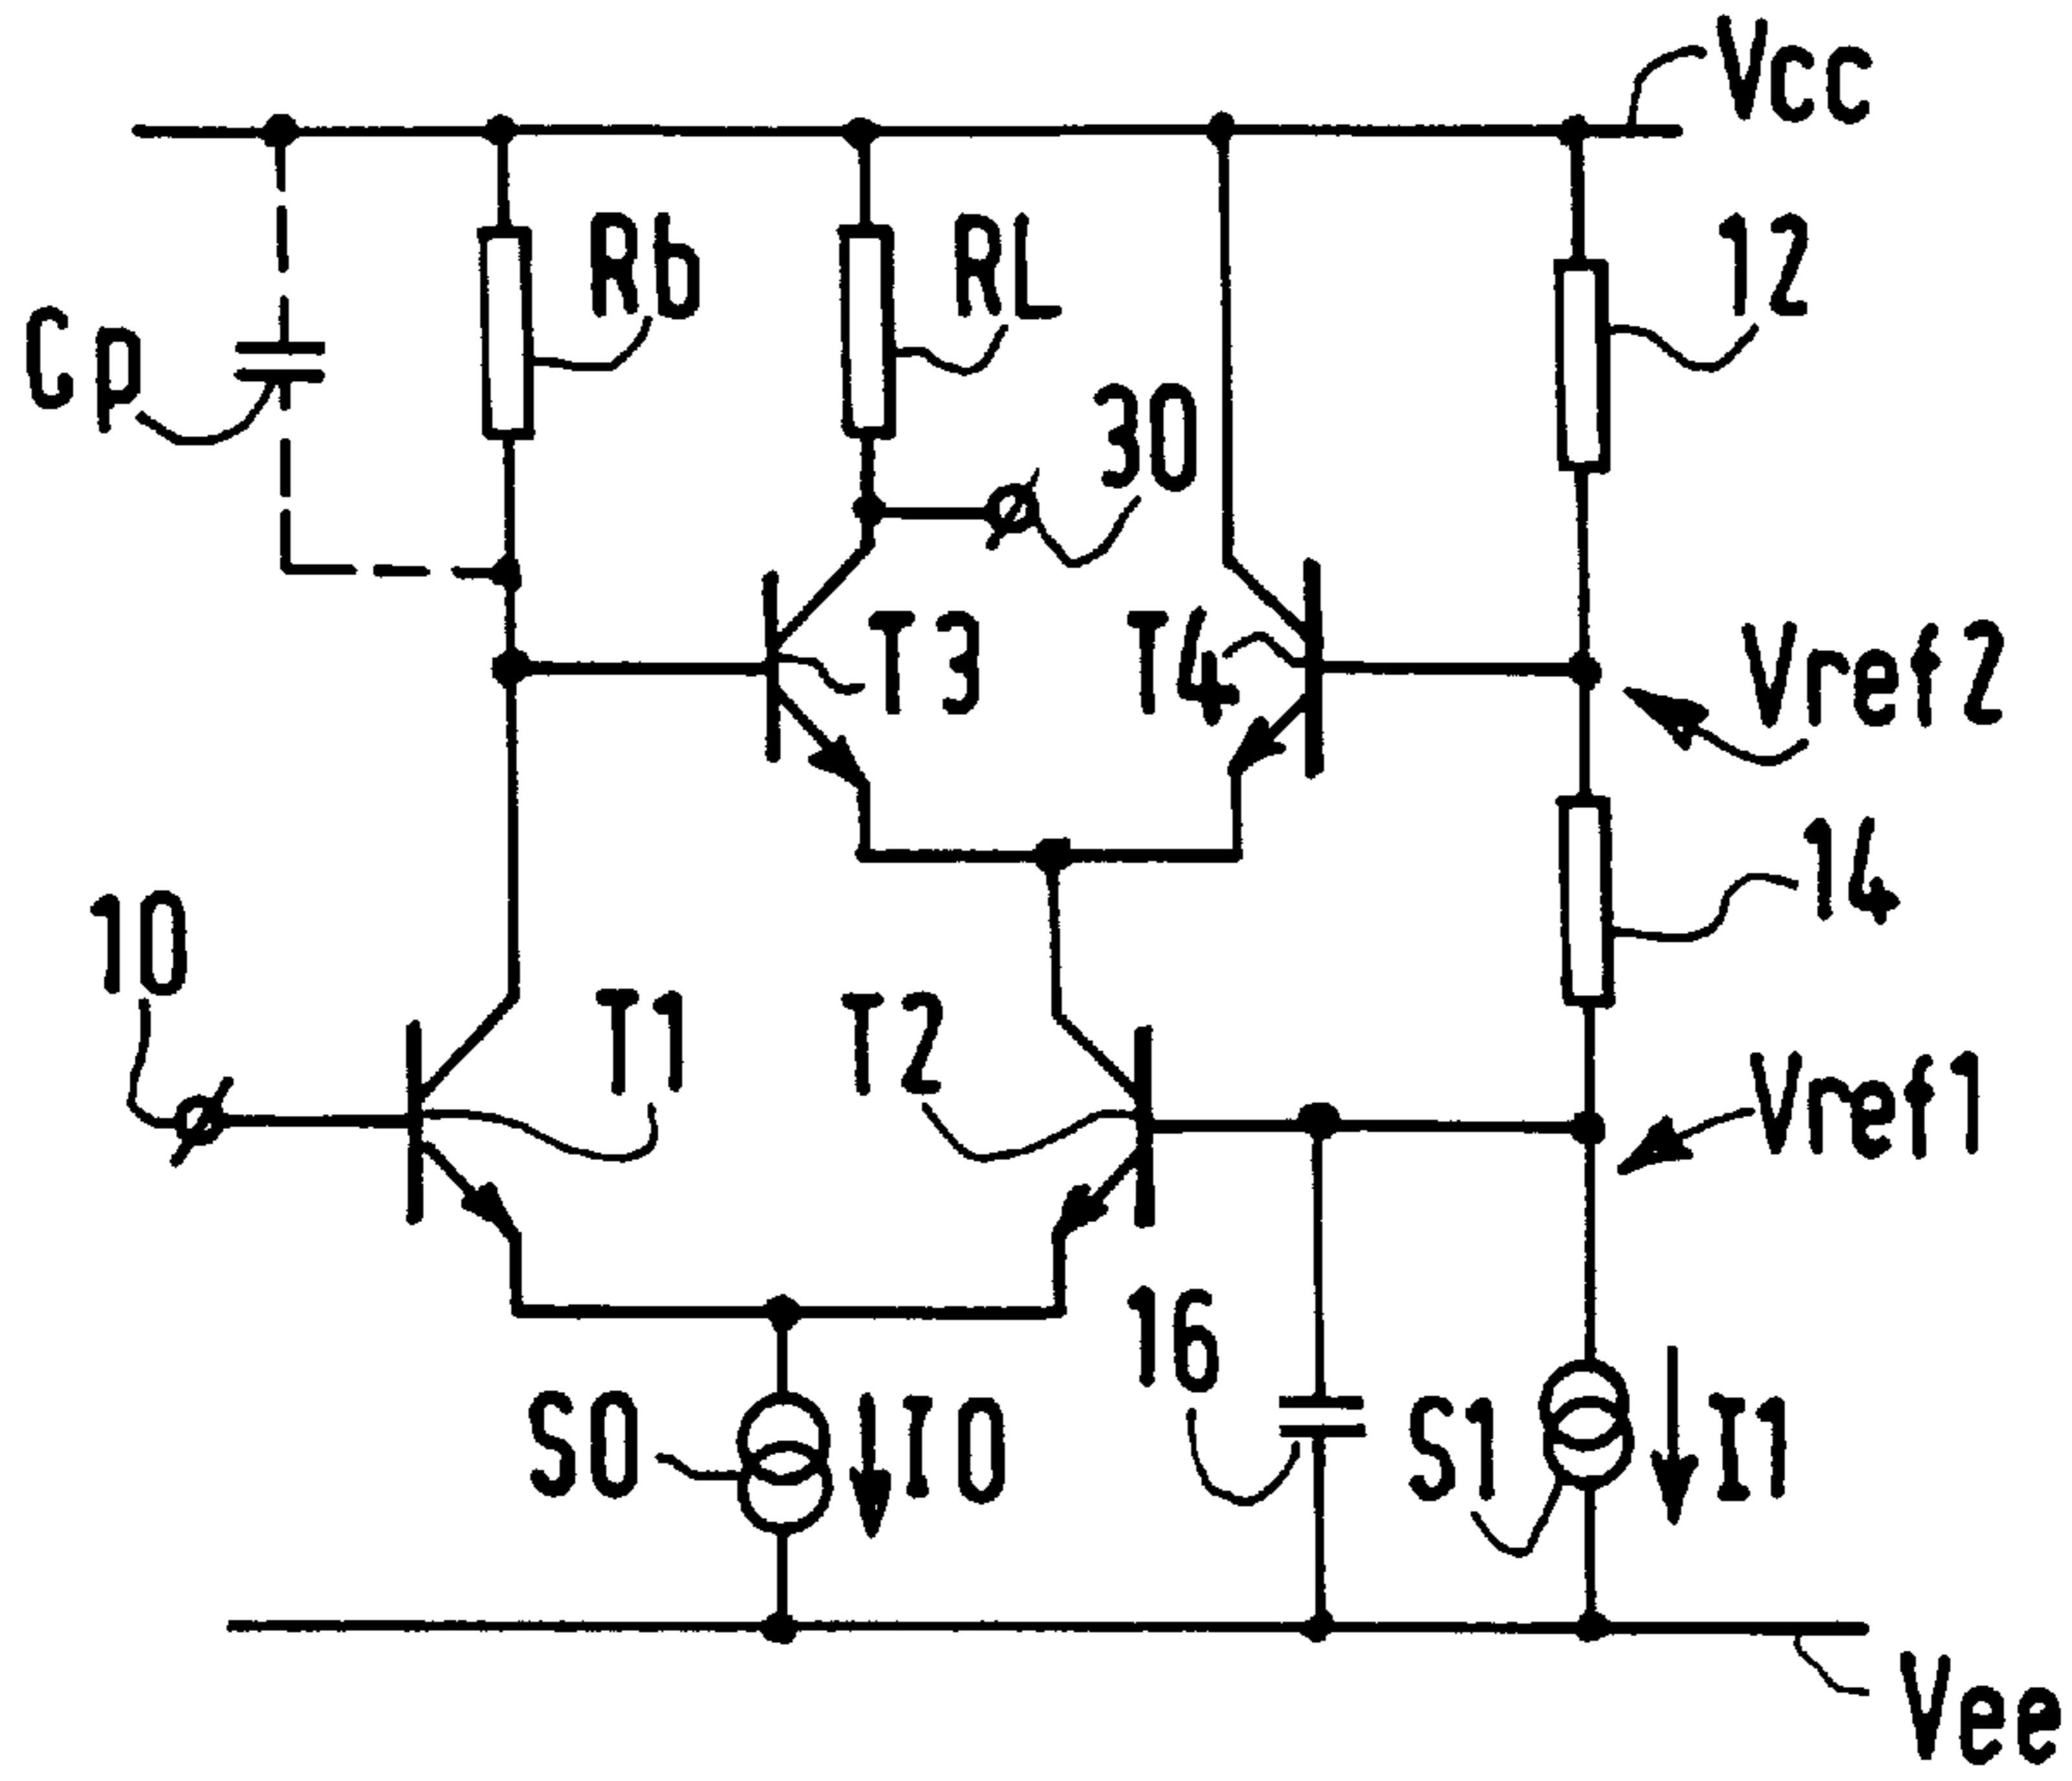 Vcc
Rb
RL
12
Cp
30
T3
T4
Vref2
14
10
T1
T2
Vref1
16
S0
I0
S1
I1
Vee